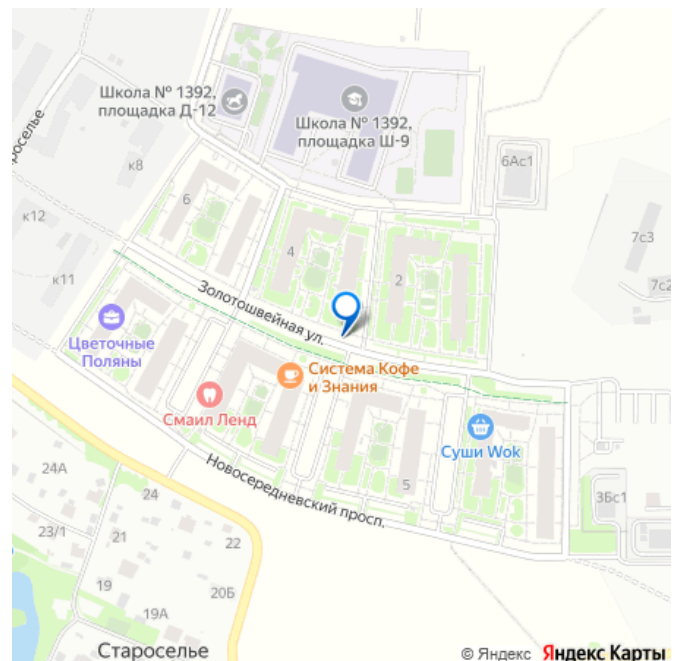 Школа № 1392,
площадка Д-12
Школа № 1392,
площадка Ш-9
роселье
к8
6Ас1
6
к12
4
7с3
2
7с2
к11
Золотошвейная ул.
Цветочные
Поляны
Система Кофе
и Знания
Смаил Ленд
Суши Wok
Новосередневский просп.
5
24А
24
3Бс1
23/1
21
22
19
20Б
19А
Староселье
© Яндекс Яндекс Карты